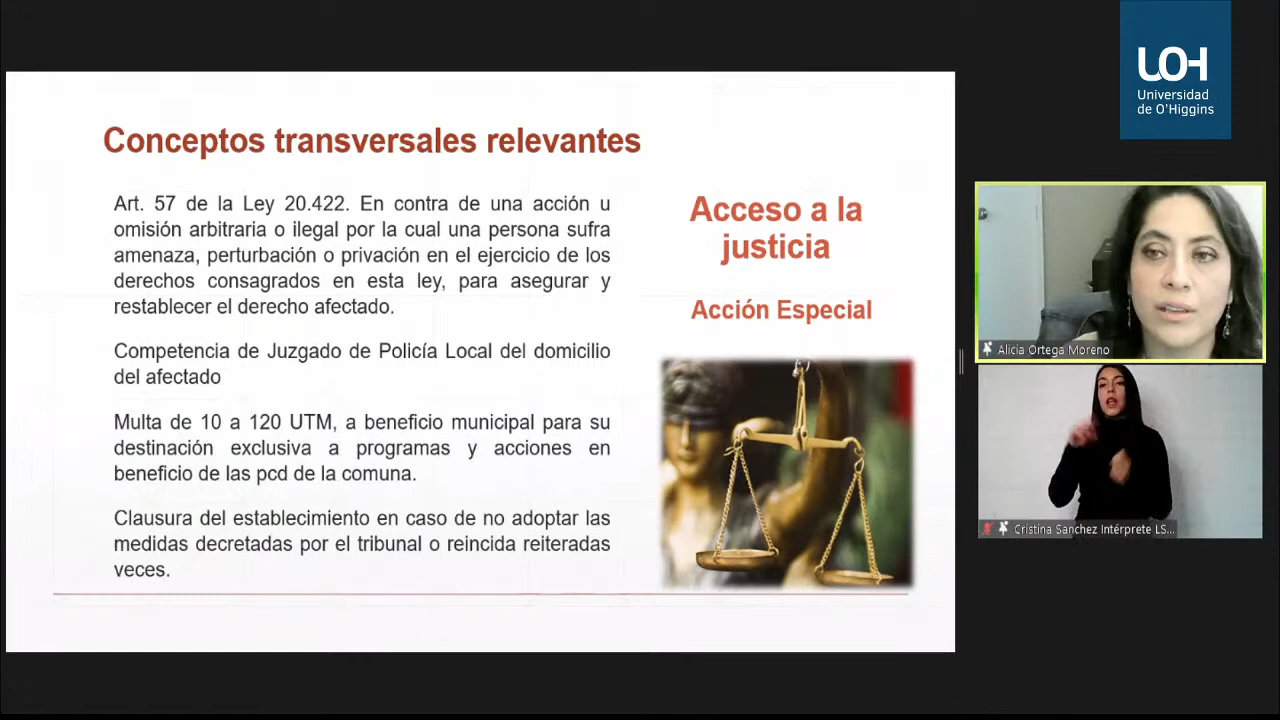 UOH
Universidad
de O'Higgins
Conceptos transversales relevantes
Art. 57 de la Ley 20.422. En contra de una acción u
omisión arbitraria o ilegal por la cual una persona sufra
amenaza, perturbación o privación en el ejercicio de los
derechos consagrados en esta ley, para asegurar y
restablecer el derecho afectado.
Competencia de Juzgado de Policía Local del domicilio
del afectado
Multa de 10 a 120 UTM, a beneficio municipal para su
destinación exclusiva a programas y acciones en
beneficio de las pcd de la comuna.
Clausura del establecimiento en caso de no adoptar las
medidas decretadas por el tribunal o reincida reiteradas
veces.
Acceso a la
justicia
Acción Especial
Alicia Ortega Moreno
Cristina Sanchez Intérprete LS...